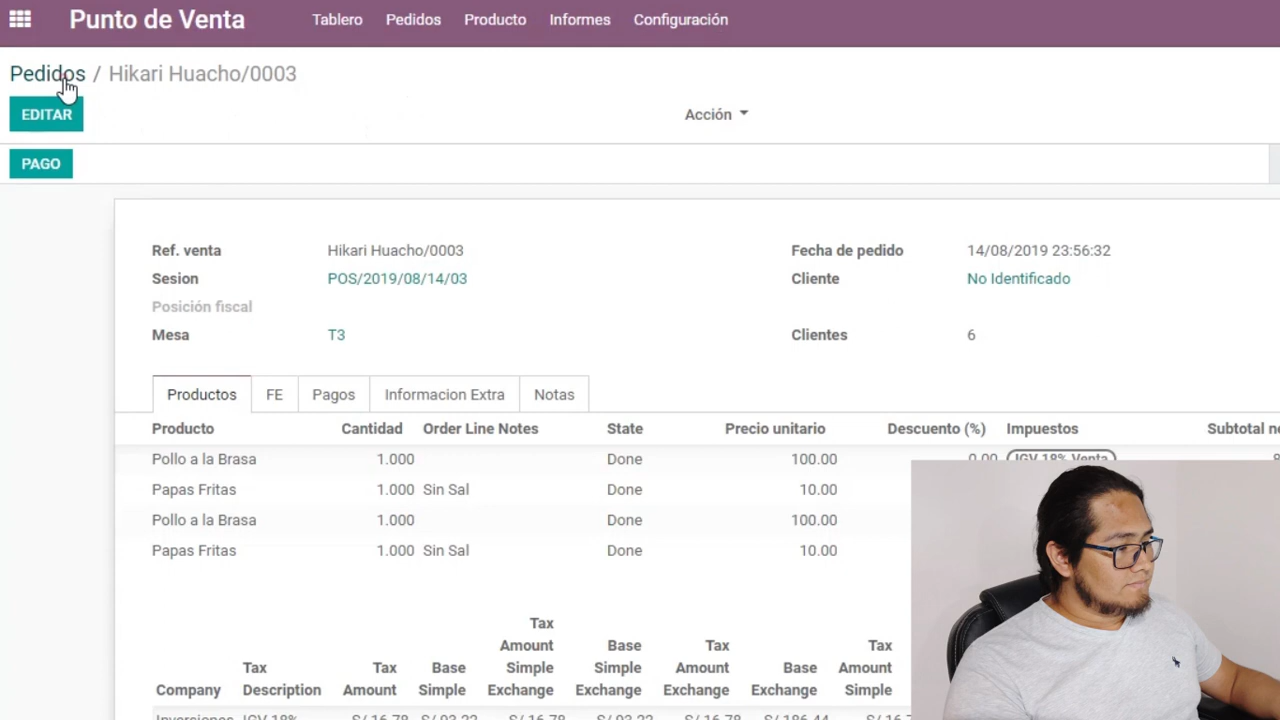 Punto de Venta Tablero Pedidos Producto Informes Configuración
Pedidos / Hikari Huacho/0003
EDITAR Acción
PAGO
Ref. venta Hikari Huacho/0003 Fecha de pedido 14/08/2019 23:56:32
Sesion POS/2019/08/14/03 Cliente No Identificado
Posición fiscal
Mesa T3 Clientes 6
Productos FE Pagos Informacion Extra Notas
Producto Cantidad Order Line Notes State Precio unitario Descuento (%) Impuestos Subtotal
Pollo a la Brasa 1.000 Done 100.00 0.00 IGV 18% Venta
Papas Fritas 1.000 Sin Sal Done 10.00
Pollo a la Brasa 1.000 Done 100.00
Papas Fritas 1.000 Sin Sal Done 10.00
Tax
Amount Base Tax Tax
Tax Tax Base Simple Simple Amount Base Amount
Company Description Amount Simple Exchange Exchange Exchange Exchange Simple
Inversiones IGV 18% S/ 16.78 S/ 93.22 S/ 16.78 S/ 93.22 S/ 16.78 S/ 186.44